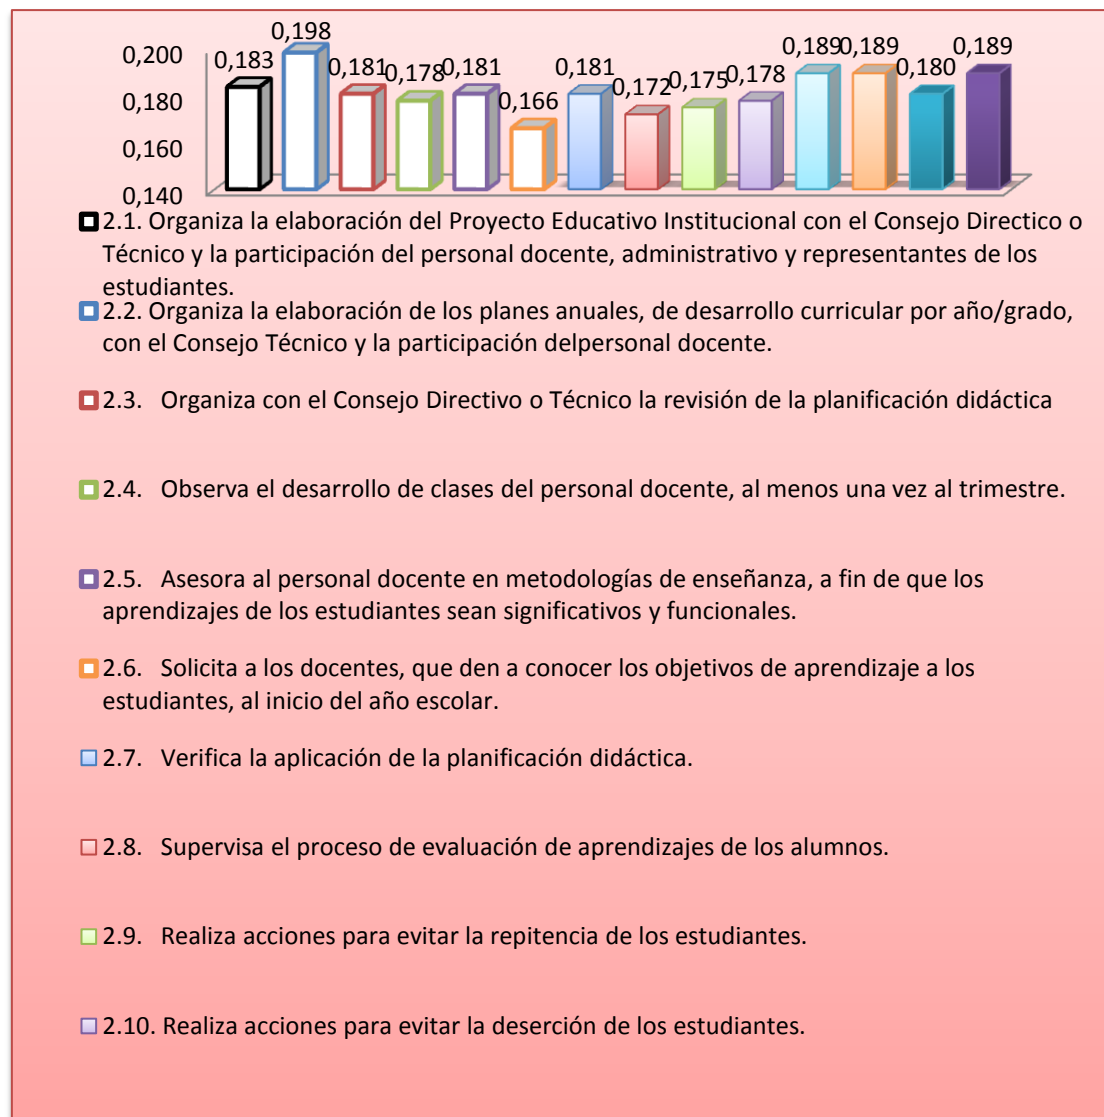 0,200
0,180
0,160
0,140
0,183
0,198
0,181
0,178
0,181
0,166
0,181
0,172
0,175
0,178
0,189
0,189
0,180
0,189
2.1. Organiza la elaboración del Proyecto Educativo Institucional con el Consejo Directico o
Técnico y la participación del personal docente, administrativo y representantes de los
estudiantes.
2.2. Organiza la elaboración de los planes anuales, de desarrollo curricular por año/grado,
con el Consejo Técnico y la participación delpersonal docente.
2.3. Organiza con el Consejo Directivo o Técnico la revisión de la planificación didáctica
2.4. Observa el desarrollo de clases del personal docente, al menos una vez al trimestre.
2.5. Asesora al personal docente en metodologías de enseñanza, a fin de que los
aprendizajes de los estudiantes sean significativos y funcionales.
2.6. Solicita a los docentes, que den a conocer los objetivos de aprendizaje a los
estudiantes, al inicio del año escolar.
2.7. Verifica la aplicación de la planificación didáctica.
2.8. Supervisa el proceso de evaluación de aprendizajes de los alumnos.
2.9. Realiza acciones para evitar la repitencia de los estudiantes.
2.10. Realiza acciones para evitar la deserción de los estudiantes.